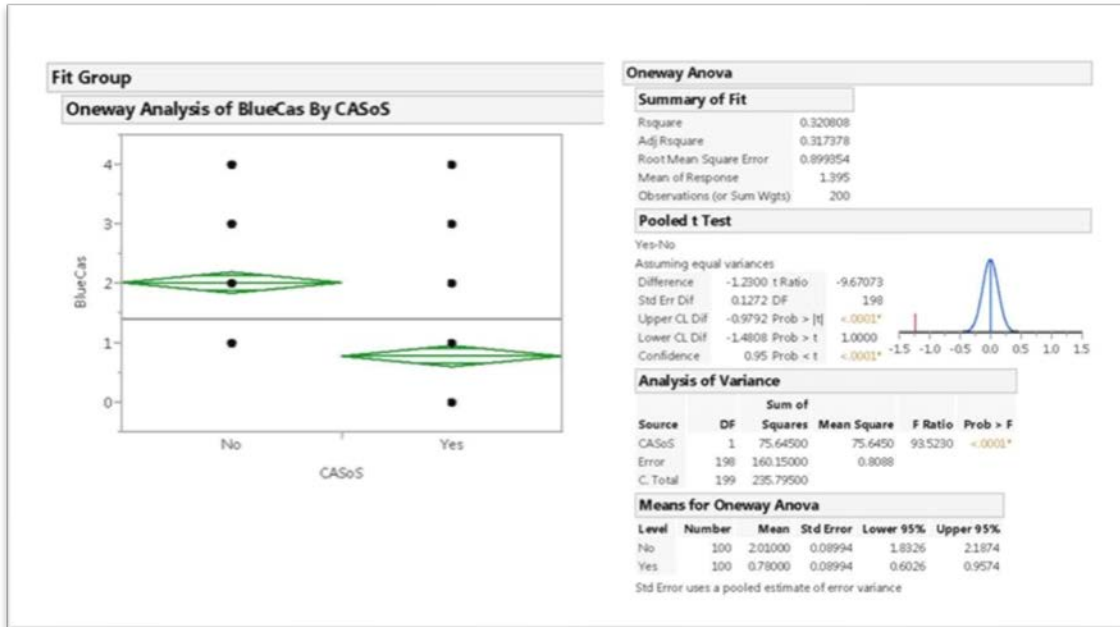 Fit Group
Oneway Analysis of BlueCas By CASoS
4
3
2
1
0
BlueCas
No Yes
CASoS
Oneway Anova
Summary of Fit
Rsquare 0.320808
Adj Rsquare 0.317378
Root Mean Square Error 0.899354
Mean of Response 1.395
Observations (or Sum Wgts) 200
Pooled t Test
Yes-No
Assuming equal variances
Difference -1.2300 t Ratio -9.67073
Std Err Dif 0.1272 DF 198
Upper CL Dif -0.9792 Prob > |t| <.0001*
Lower CL Dif -1.4808 Prob > t 1.0000
Confidence 0.95 Prob < t <.0001*
-1.5 -1.0 -0.5 0.0 0.5 1.0 1.5
Analysis of Variance
Sum of
Source DF Squares Mean Square F Ratio Prob > F
CASoS 1 75.64500 75.6450 93.5230 <.0001*
Error 198 160.15000 0.8088
C. Total 199 235.79500
Means for Oneway Anova
Level Number Mean Std Error Lower 95% Upper 95%
No 100 2.01000 0.08994 1.8326 2.1874
Yes 100 0.78000 0.08994 0.6026 0.9574
Std Error uses a pooled estimate of error variance